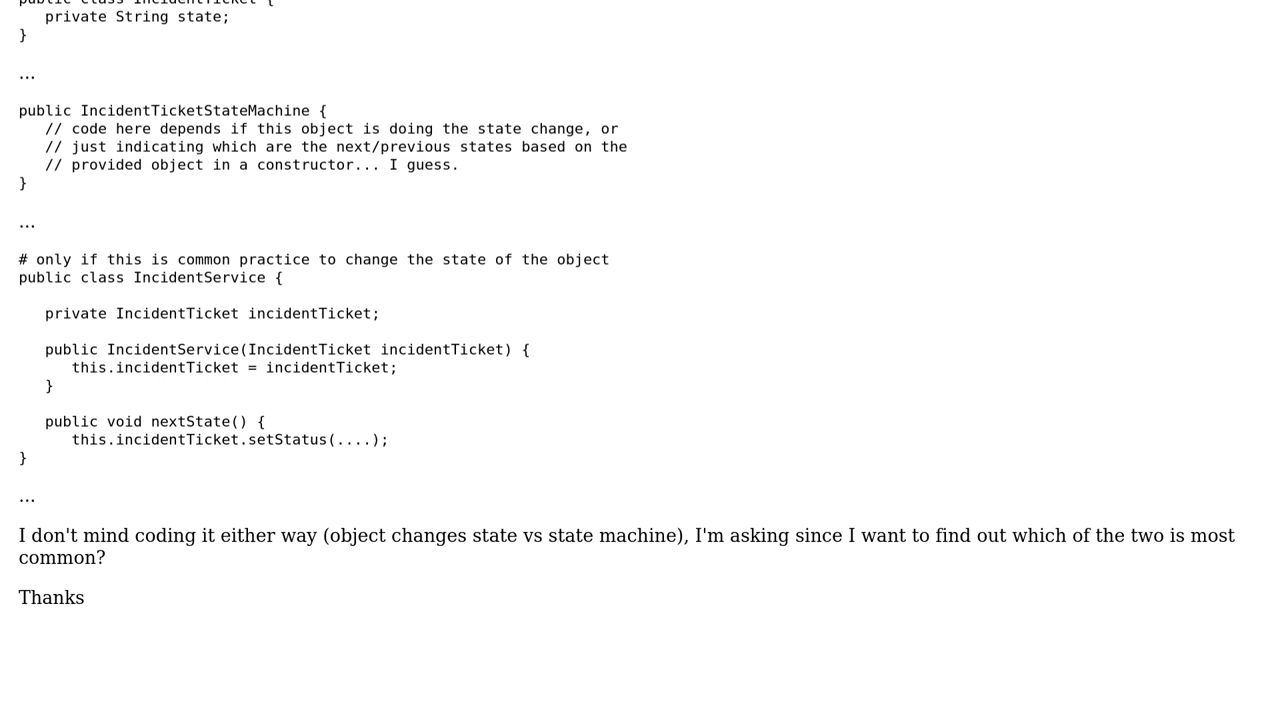 public class IncidentTicket {
   private String state;
}
...
public IncidentTicketStateMachine {
   // code here depends if this object is doing the state change, or
   // just indicating which are the next/previous states based on the
   // provided object in a constructor... I guess.
}
...
# only if this is common practice to change the state of the object
public class IncidentService {
   private IncidentTicket incidentTicket;
   public IncidentService(IncidentTicket incidentTicket) {
      this.incidentTicket = incidentTicket;
   }
   public void nextState() {
      this.incidentTicket.setStatus(....);
}
...
I don't mind coding it either way (object changes state vs state machine), I'm asking since I want to find out which of the two is most
common?
Thanks